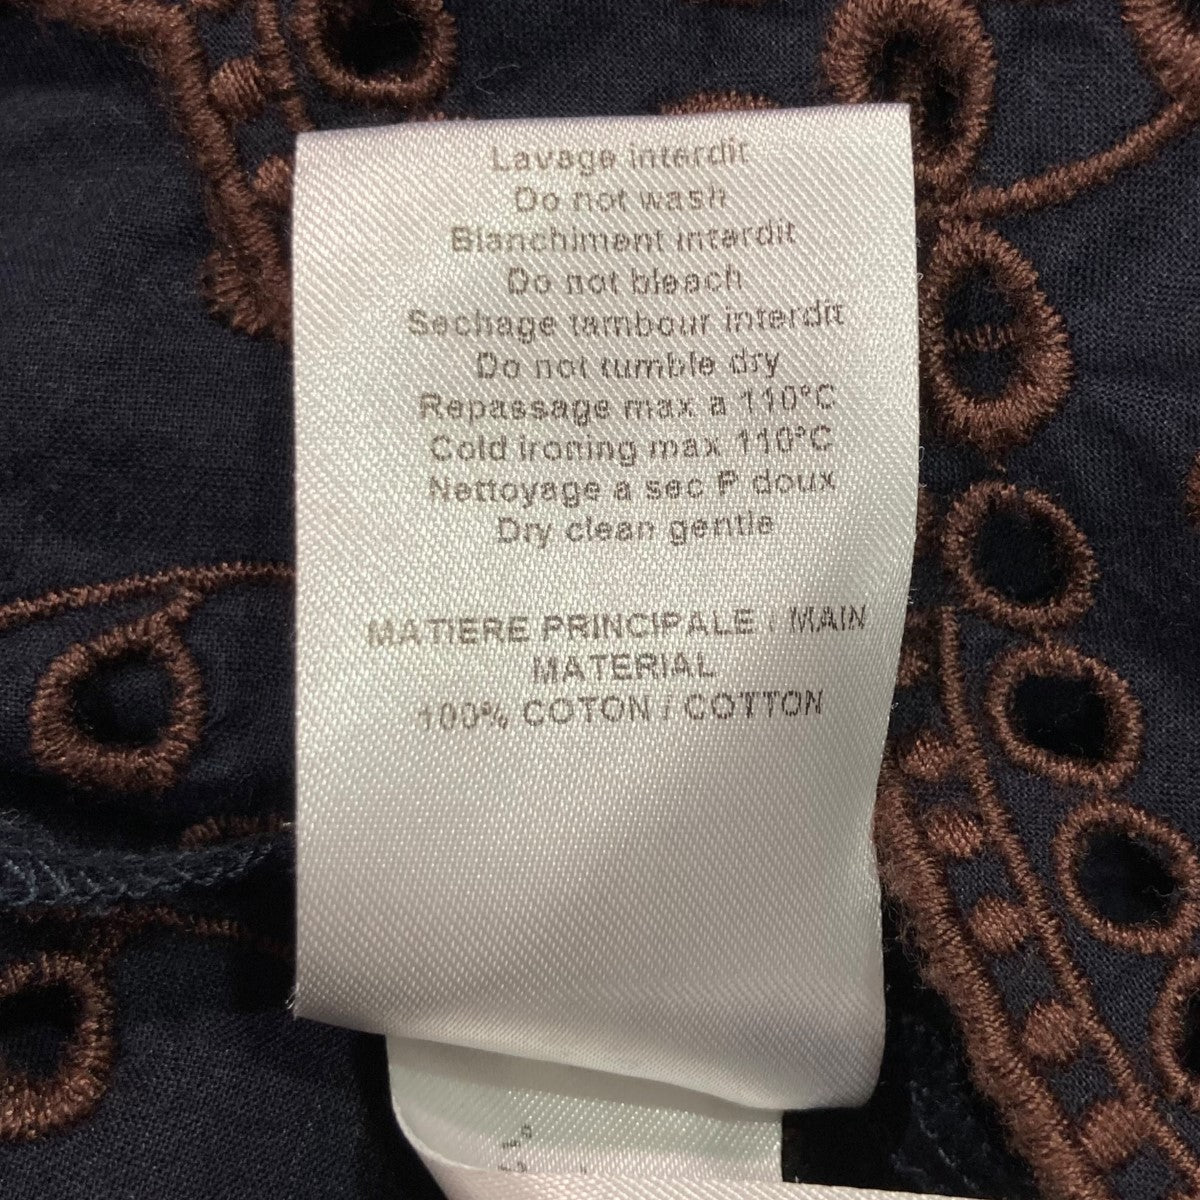 Lavage interdit
Do not wash
Blanchiment interdit
Do not bleach
Sechage tambour interdit
Do not tumble dry
Repassage max a 110°C
Cold ironing max 110°C
Nettoyage a sec P doux
Dry clean gentle
MATIERE PRINCIPALE / MAIN
MATERIAL
100% COTON / COTTON